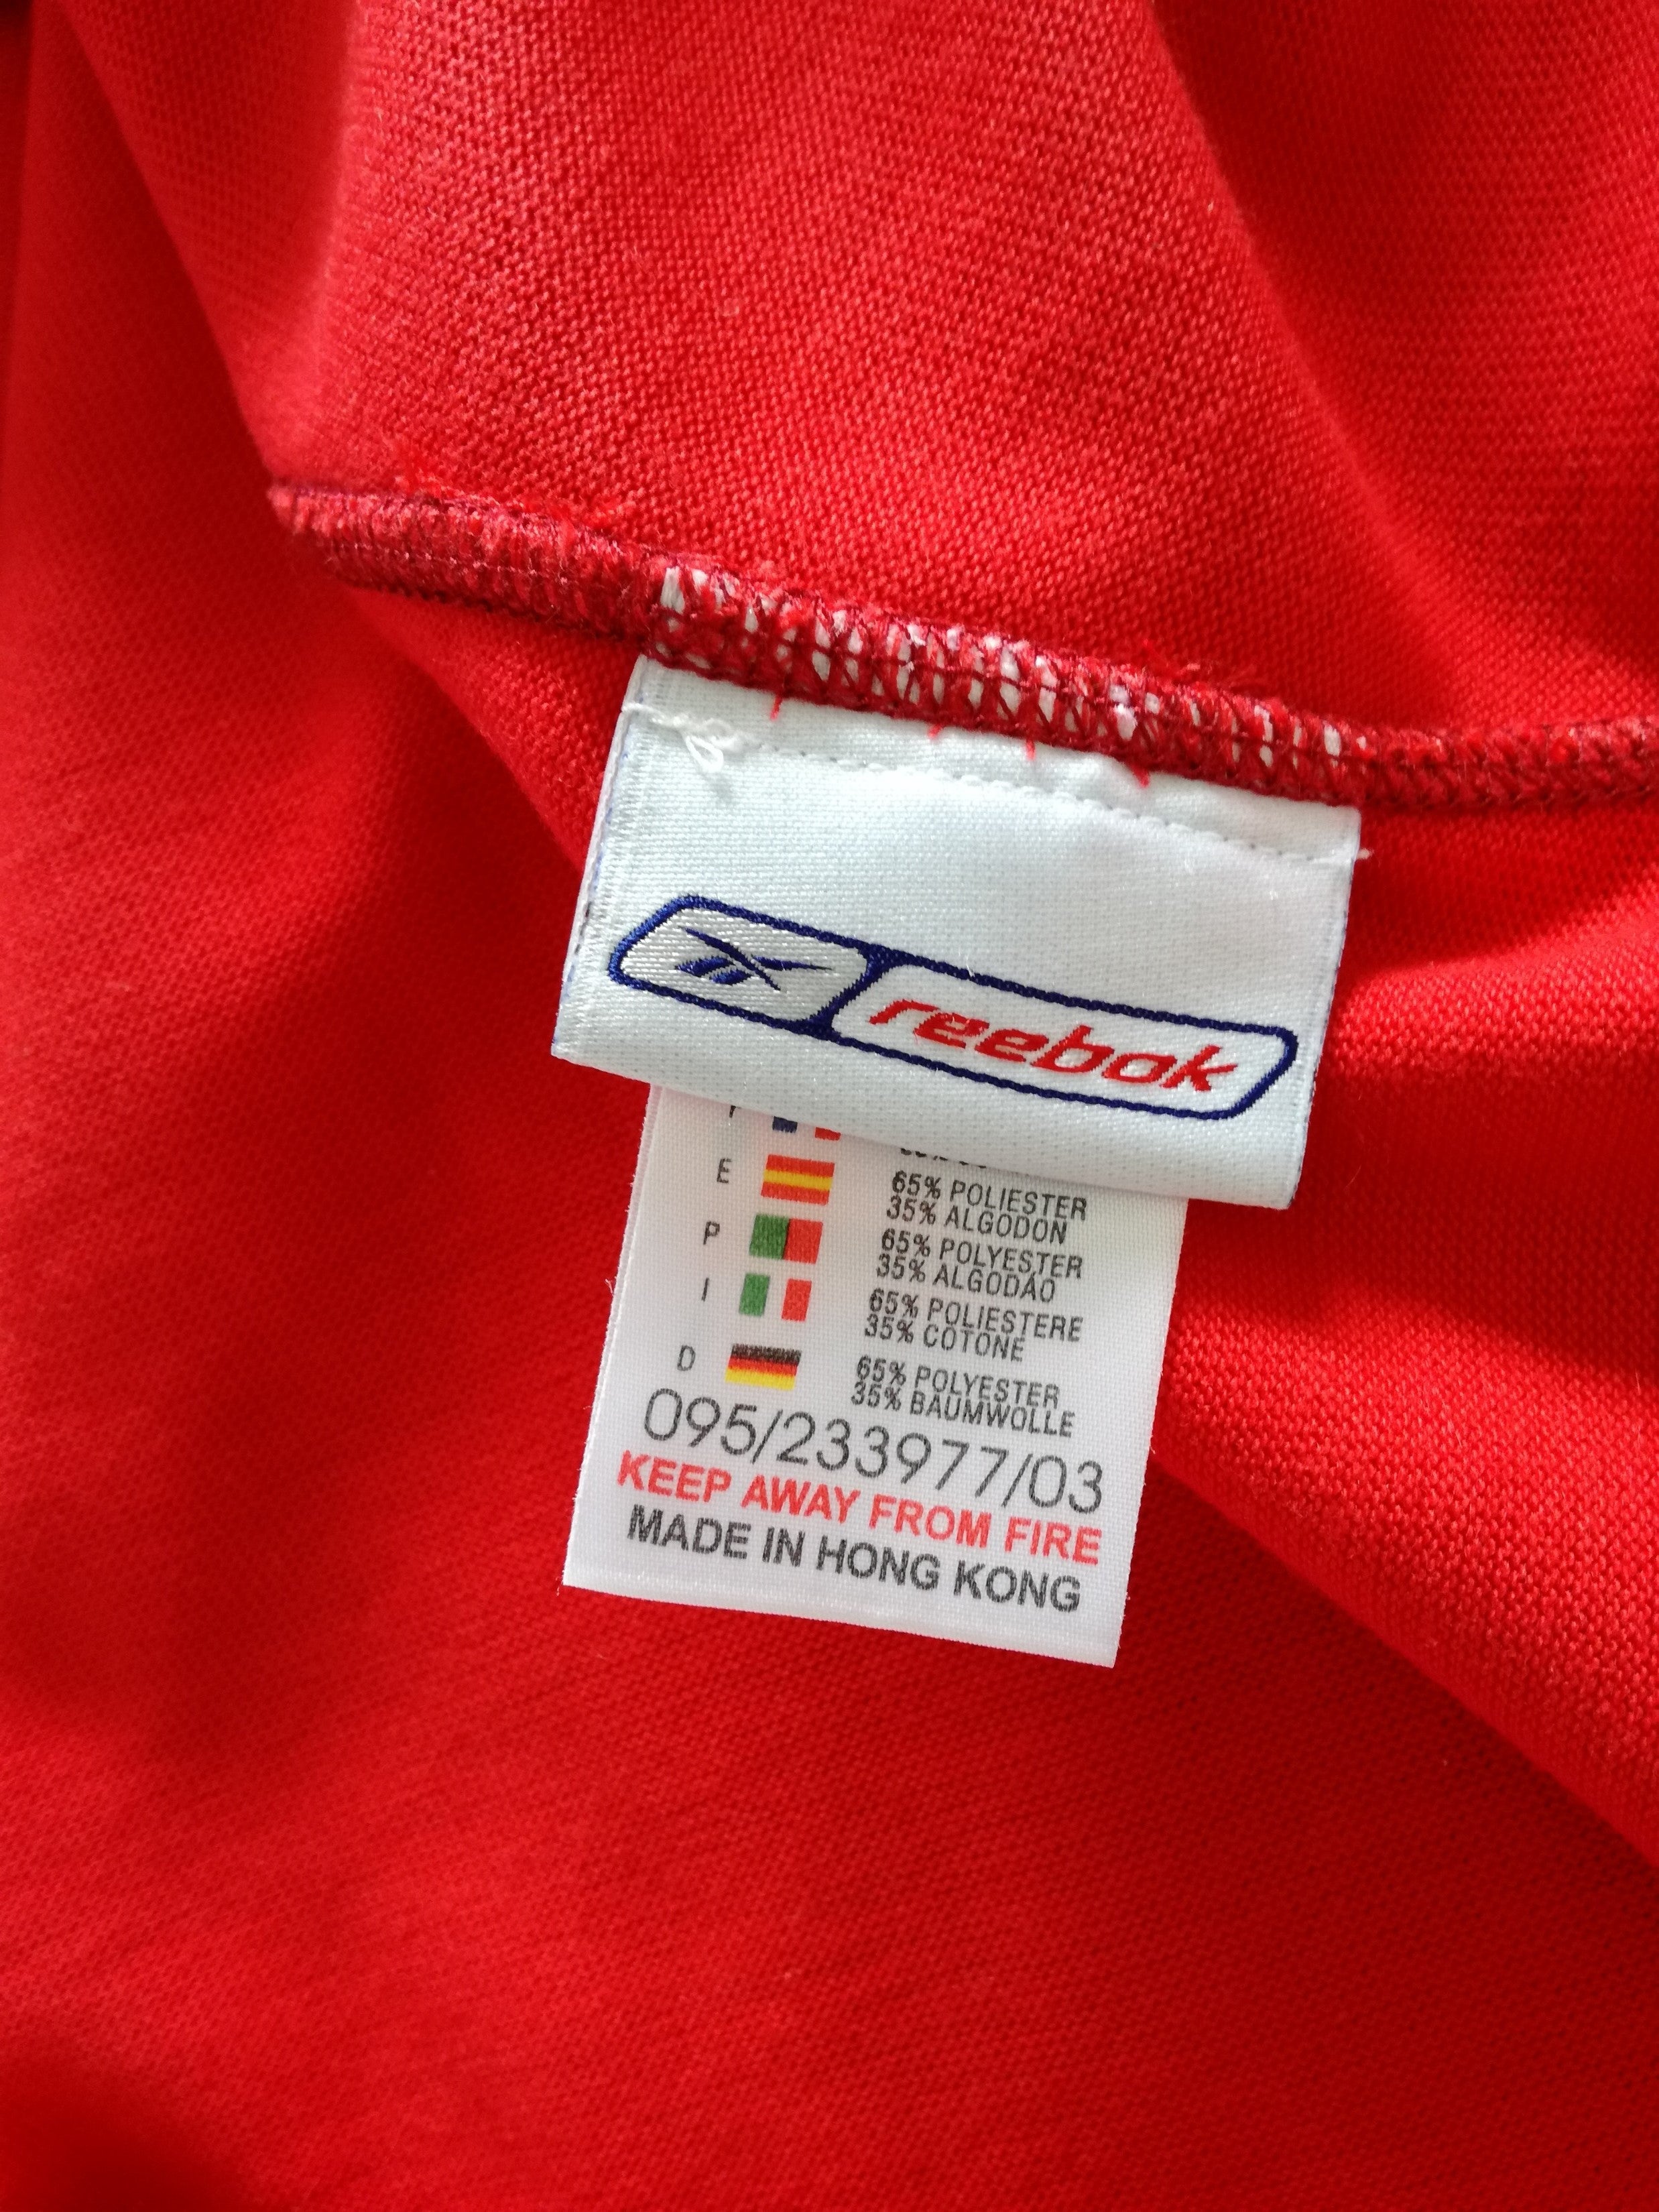 reebok
E 65% POLIESTER
35% ALGODON
P 65% POLYESTER
35% ALGODÃO
I 65% POLIESTERE
35% COTONE
D 65% POLYESTER
35% BAUMWOLLE
095/233977/03
KEEP AWAY FROM FIRE
MADE IN HONG KONG